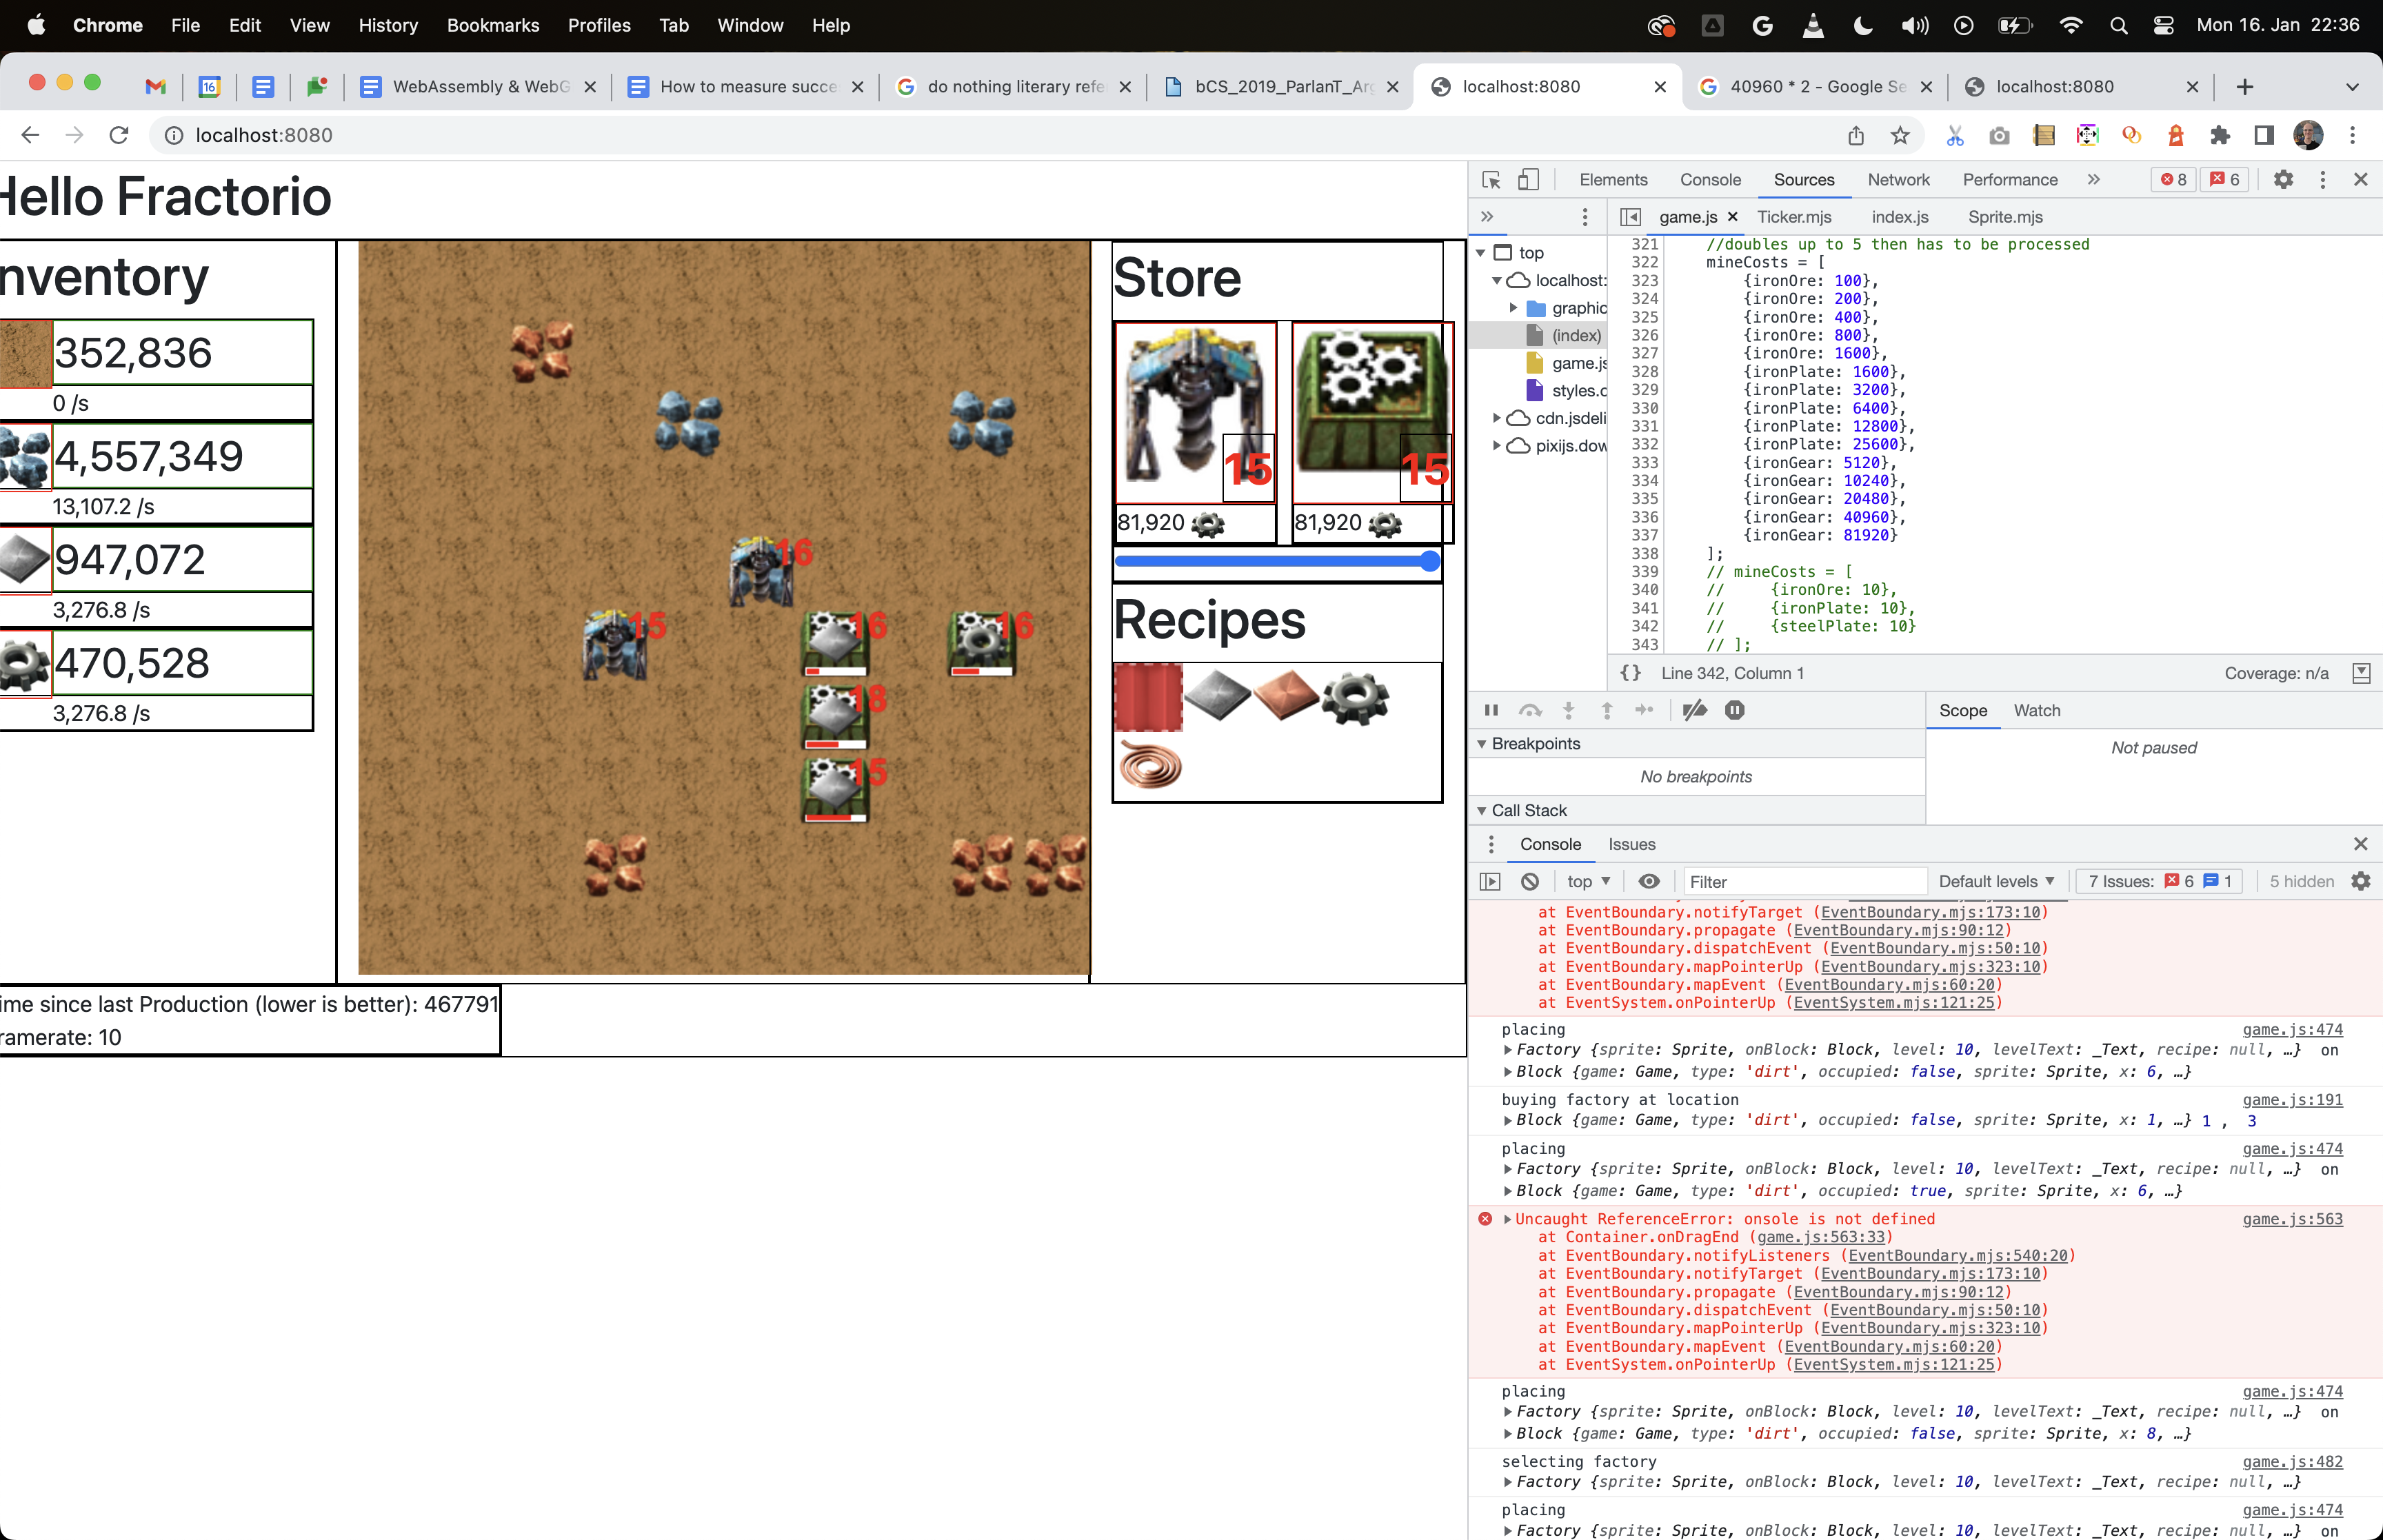 Chrome File Edit View History Bookmarks Profiles Tab Window Help
Mon 16. Jan 22:36
16
WebAssembly & WebG
How to measure succe
do nothing literary refe
bCS_2019_ParlanT_Arg
localhost:8080
40960 * 2 - Google Se
localhost:8080
localhost:8080
Hello Fractorio
nventory
352,836
0 /s
4,557,349
13,107.2 /s
947,072
3,276.8 /s
470,528
3,276.8 /s
16
15
16
16
18
15
Store
15
15
81,920
81,920
Recipes
ime since last Production (lower is better): 467791
ramerate: 10
Elements Console Sources Network Performance
8
6
game.js Ticker.mjs index.js Sprite.mjs
top
localhost:
graphic
(index)
game.js
styles.c
cdn.jsdeli
pixijs.dow
321 //doubles up to 5 then has to be processed
322 mineCosts = [
323 {ironOre: 100},
324 {ironOre: 200},
325 {ironOre: 400},
326 {ironOre: 800},
327 {ironOre: 1600},
328 {ironPlate: 1600},
329 {ironPlate: 3200},
330 {ironPlate: 6400},
331 {ironPlate: 12800},
332 {ironPlate: 25600},
333 {ironGear: 5120},
334 {ironGear: 10240},
335 {ironGear: 20480},
336 {ironGear: 40960},
337 {ironGear: 81920}
338 ];
339 // mineCosts = [
340 // {ironOre: 10},
341 // {ironPlate: 10},
342 // {steelPlate: 10}
343 // ];
{} Line 342, Column 1
Coverage: n/a
Scope Watch
Breakpoints
No breakpoints
Call Stack
Not paused
Console Issues
top
Filter
Default levels
7 Issues: 6 1
5 hidden
at EventBoundary.notifyTarget (EventBoundary.mjs:173:10)
at EventBoundary.propagate (EventBoundary.mjs:90:12)
at EventBoundary.dispatchEvent (EventBoundary.mjs:50:10)
at EventBoundary.mapPointerUp (EventBoundary.mjs:323:10)
at EventBoundary.mapEvent (EventBoundary.mjs:60:20)
at EventSystem.onPointerUp (EventSystem.mjs:121:25)
placing game.js:474
Factory {sprite: Sprite, onBlock: Block, level: 10, levelText: _Text, recipe: null, …} on
Block {game: Game, type: 'dirt', occupied: false, sprite: Sprite, x: 6, …}
buying factory at location game.js:191
Block {game: Game, type: 'dirt', occupied: false, sprite: Sprite, x: 1, …} 1 , 3
placing game.js:474
Factory {sprite: Sprite, onBlock: Block, level: 10, levelText: _Text, recipe: null, …} on
Block {game: Game, type: 'dirt', occupied: true, sprite: Sprite, x: 6, …}
Uncaught ReferenceError: onsole is not defined game.js:563
at Container.onDragEnd (game.js:563:33)
at EventBoundary.notifyListeners (EventBoundary.mjs:540:20)
at EventBoundary.notifyTarget (EventBoundary.mjs:173:10)
at EventBoundary.propagate (EventBoundary.mjs:90:12)
at EventBoundary.dispatchEvent (EventBoundary.mjs:50:10)
at EventBoundary.mapPointerUp (EventBoundary.mjs:323:10)
at EventBoundary.mapEvent (EventBoundary.mjs:60:20)
at EventSystem.onPointerUp (EventSystem.mjs:121:25)
placing game.js:474
Factory {sprite: Sprite, onBlock: Block, level: 10, levelText: _Text, recipe: null, …} on
Block {game: Game, type: 'dirt', occupied: false, sprite: Sprite, x: 8, …}
selecting factory game.js:482
Factory {sprite: Sprite, onBlock: Block, level: 10, levelText: _Text, recipe: null, …}
placing game.js:474
Factory {sprite: Sprite, onBlock: Block, level: 10, levelText: _Text, recipe: null, …} on